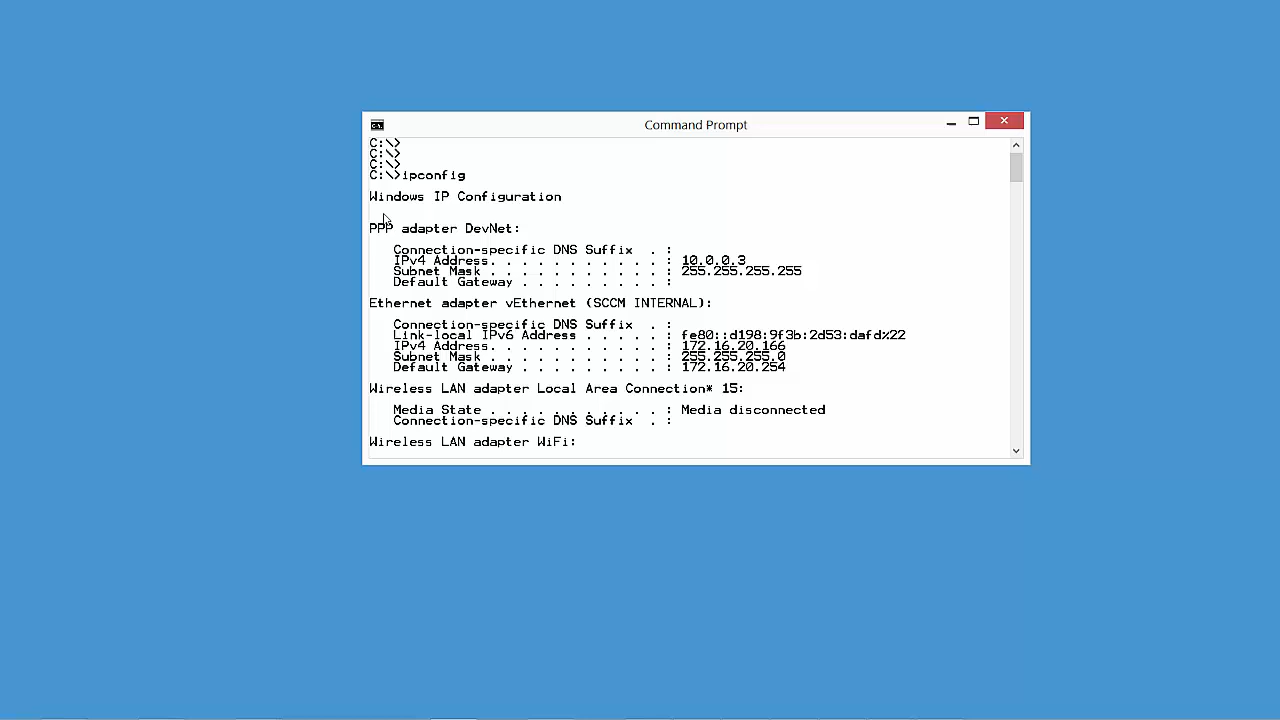 Command Prompt
C:\>
C:\>
C:\>
C:\>ipconfig
Windows IP Configuration
PPP adapter DevNet:
Connection-specific DNS Suffix  . :
IPv4 Address. . . . . . . . . . . : 10.0.0.3
Subnet Mask . . . . . . . . . . . : 255.255.255.255
Default Gateway . . . . . . . . . :
Ethernet adapter vEthernet (SCCM INTERNAL):
Connection-specific DNS Suffix  . :
Link-local IPv6 Address . . . . . : fe80::d198:9f3b:2d53:dafd%22
IPv4 Address. . . . . . . . . . . : 172.16.20.166
Subnet Mask . . . . . . . . . . . : 255.255.255.0
Default Gateway . . . . . . . . . : 172.16.20.254
Wireless LAN adapter Local Area Connection* 15:
Media State . . . . . . . . . . . : Media disconnected
Connection-specific DNS Suffix  . :
Wireless LAN adapter WiFi: